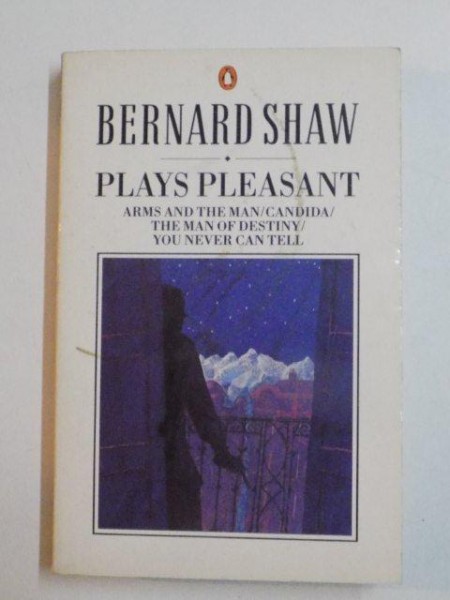 BERNARD SHAW
PLAYS PLEASANT
ARMS AND THE MAN/CANDIDA/
THE MAN OF DESTINY/
YOU NEVER CAN TELL